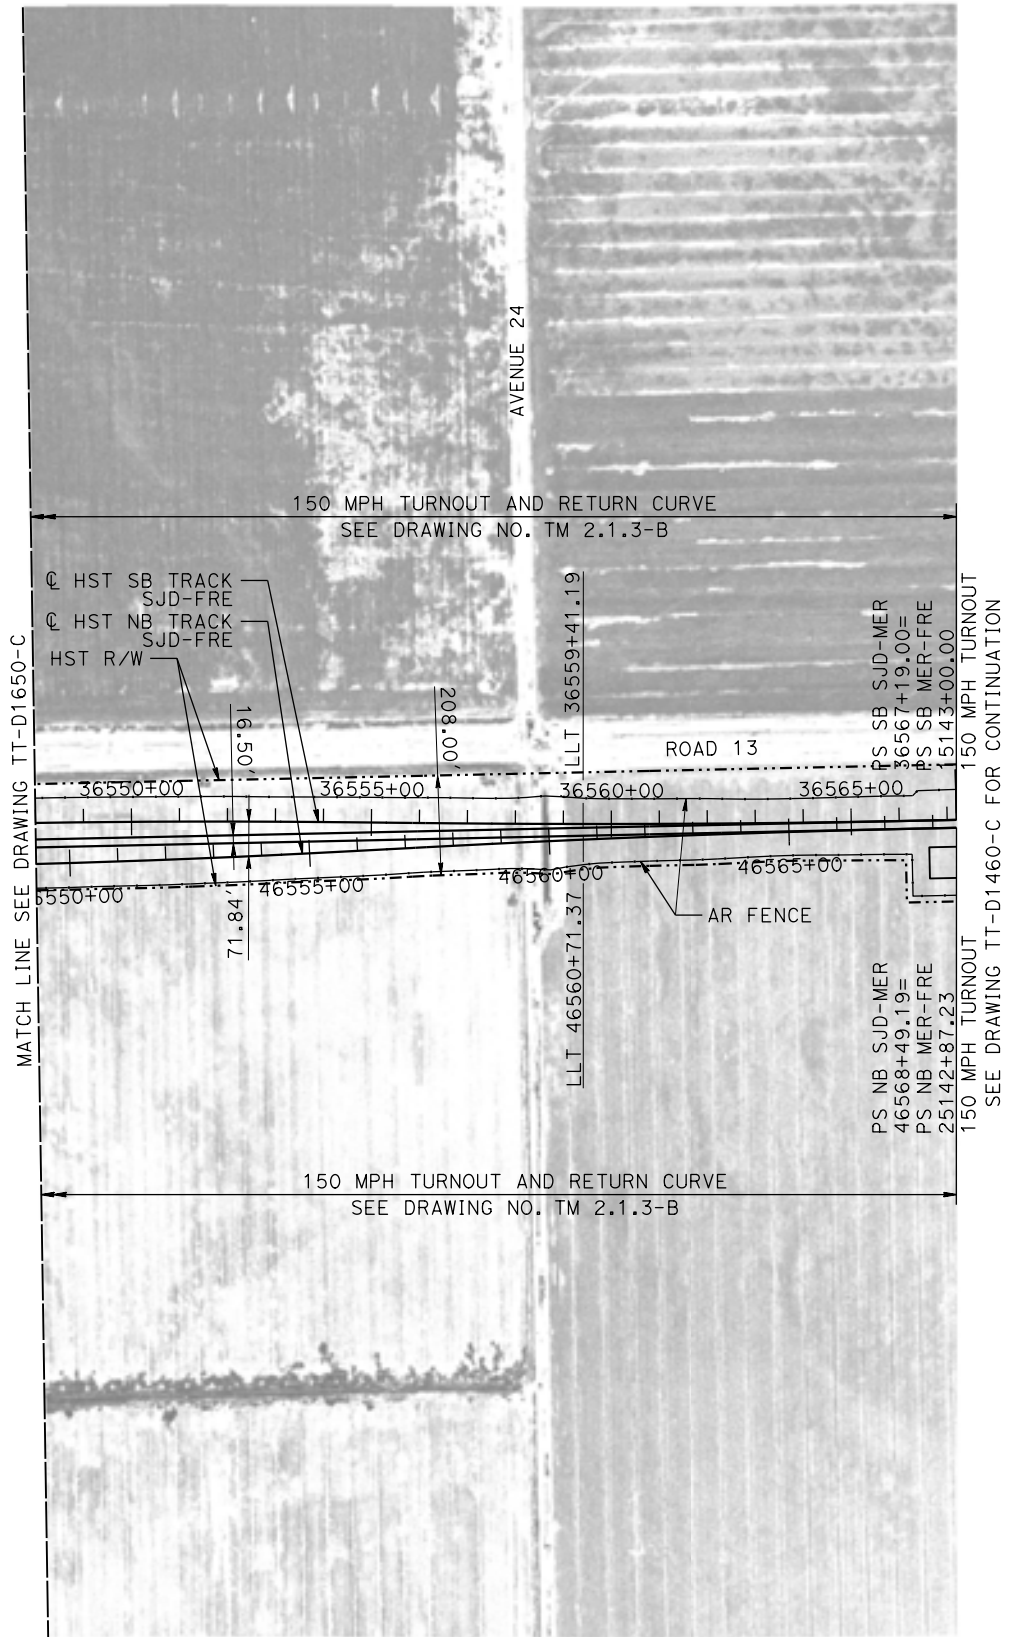 AVENUE 24
150 MPH TURNOUT AND RETURN CURVE
SEE DRAWING NO. TM 2.1.3-B
℄ HST SB TRACK
SJD-FRE
℄ HST NB TRACK
SJD-FRE
HST R/W
16.50'
208.00'
LLT 36559+41.19
ROAD 13
PS SB SJD-MER
36567+19.00=
PS SB MER-FRE
15143+00.00
150 MPH TURNOUT
SEE DRAWING TT-D1460-C FOR CONTINUATION
MATCH LINE SEE DRAWING TT-D1650-C
36550+00
36555+00
36560+00
36565+00
5550+00
46555+00
46560+00
46565+00
71.84'
LLT 46560+71.37
AR FENCE
PS NB SJD-MER
46568+49.19=
PS NB MER-FRE
25142+87.23
150 MPH TURNOUT
150 MPH TURNOUT AND RETURN CURVE
SEE DRAWING NO. TM 2.1.3-B